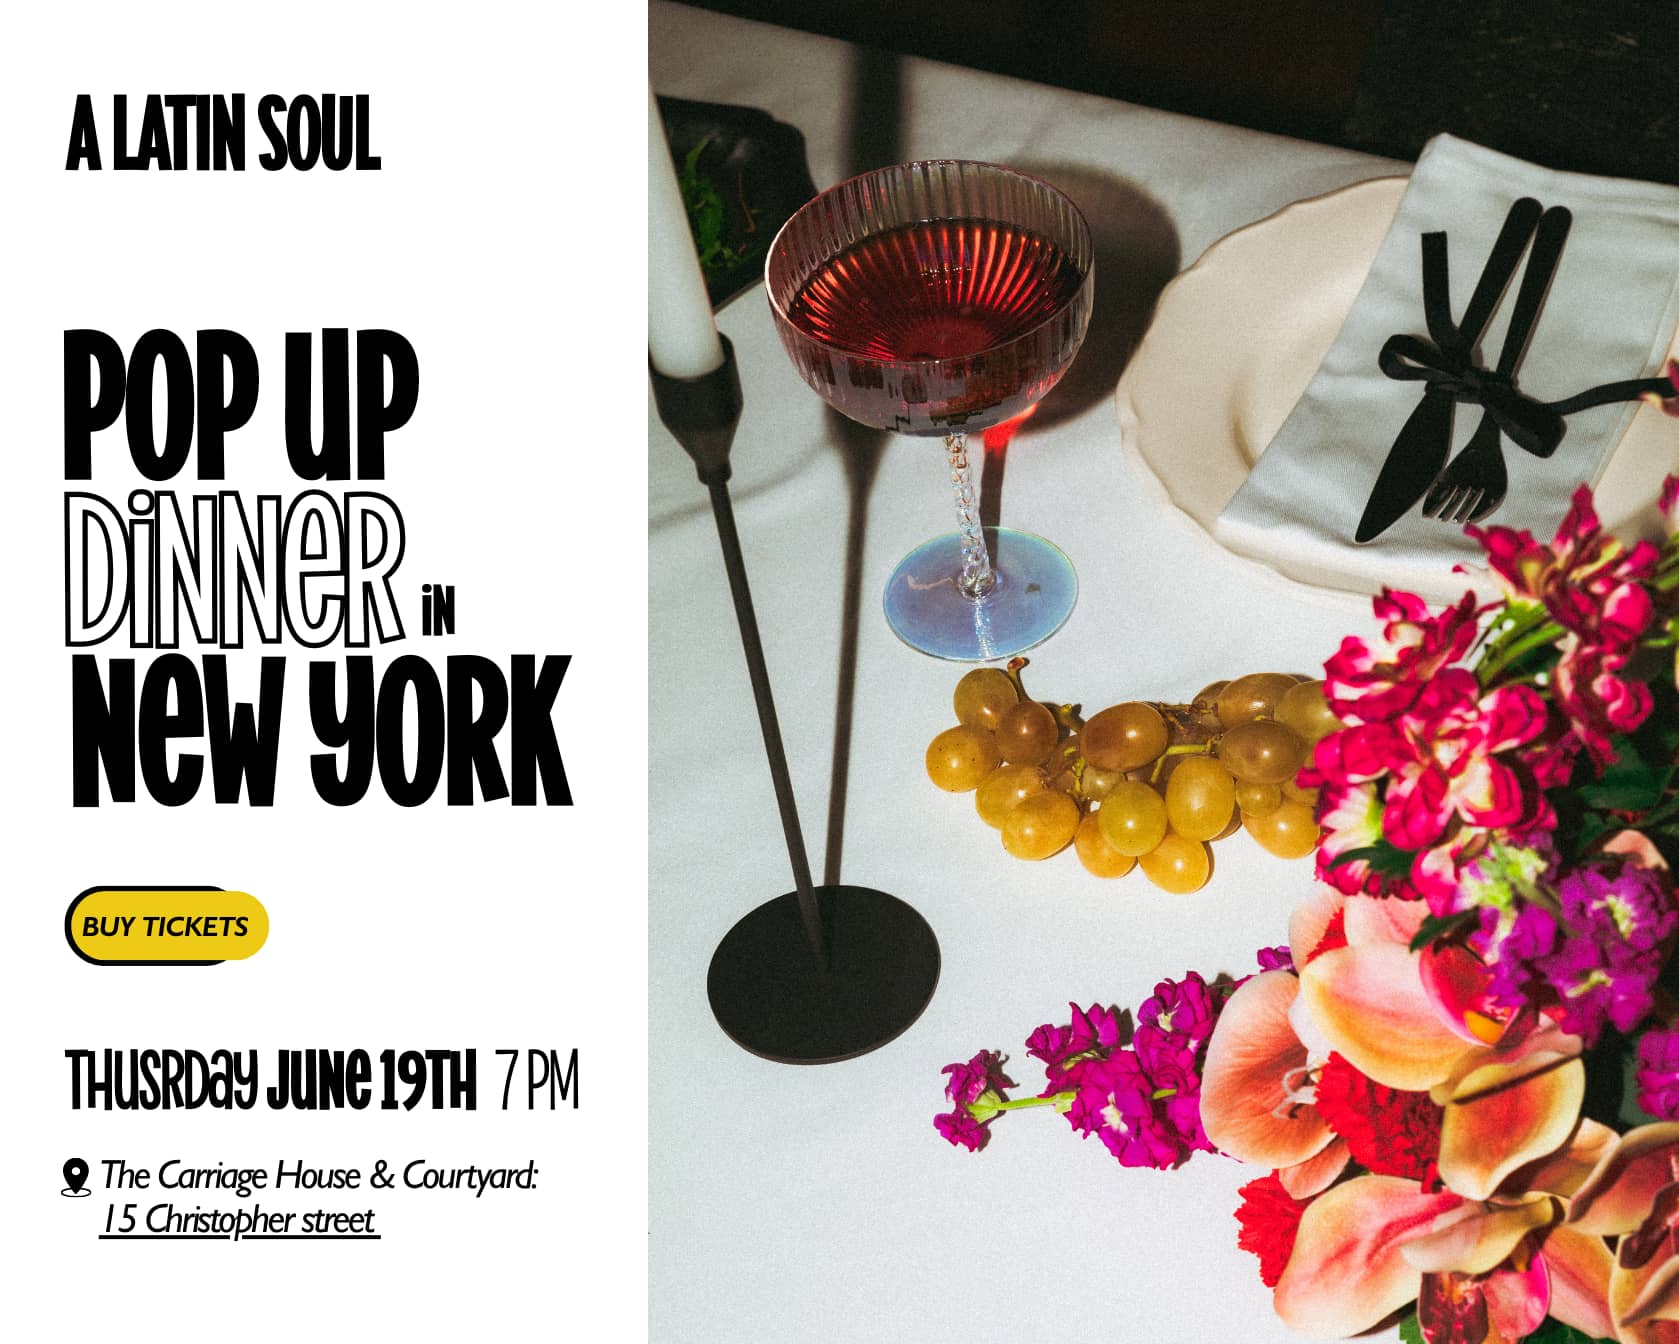 A LATIN SOUL
POP UP
DiNNeR iN
NeW YORK
BUY TICKETS
THUSRDay JUNe 19TH 7 PM
The Carriage House & Courtyard:
15 Christopher street